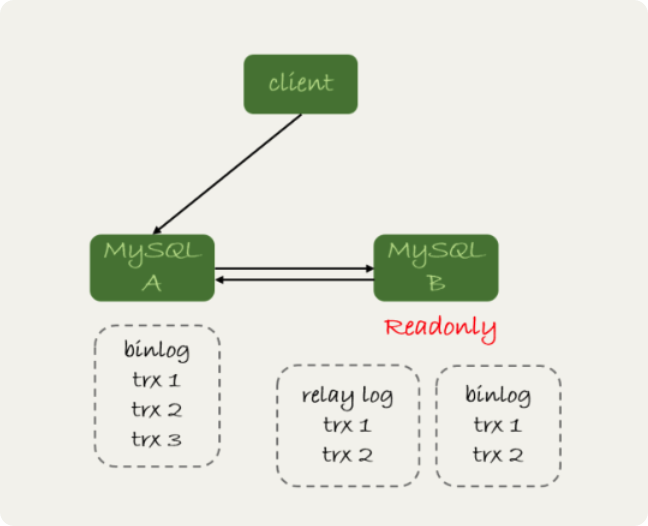 client
MySQL
A
MySQL
B
Readonly
binlog
trx 1
trx 2
trx 3
relay log
trx 1
trx 2
binlog
trx 1
trx 2